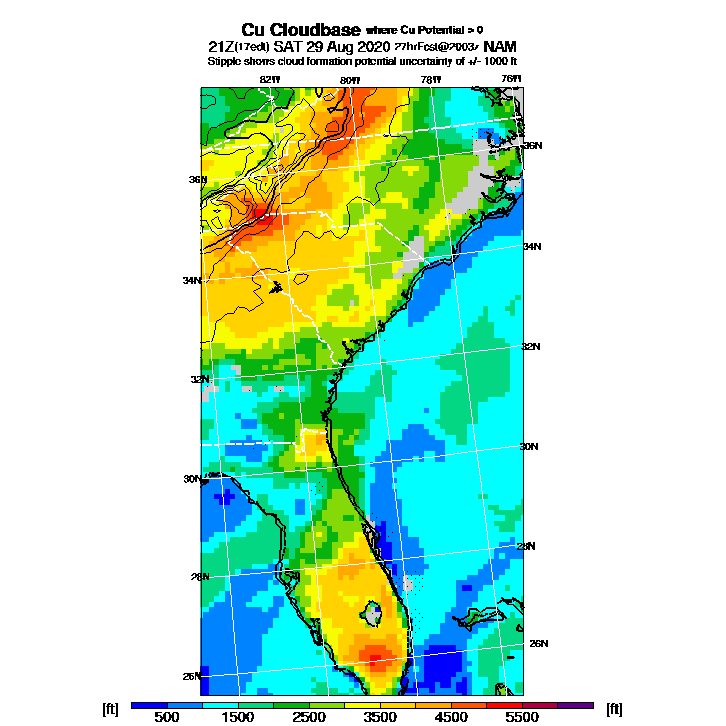 Cu Cloudbase where Cu Potential > 0
21Z(17edt) SAT 29 Aug 2020 27hrFcst@2003z NAM
Stipple shows cloud formation potential uncertainty of +/- 1000 ft
82W 80W 78W 76W
36N
36N
34N
34N
32N
32N
30N
30N
28N
28N
26N
26N
[ft] 500 1500 2500 3500 4500 5500 [ft]